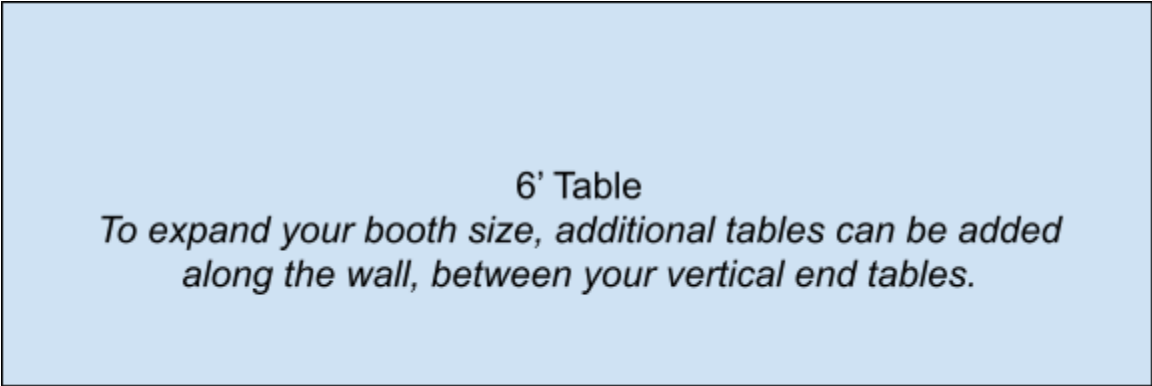 6’ Table
To expand your booth size, additional tables can be added
along the wall, between your vertical end tables.